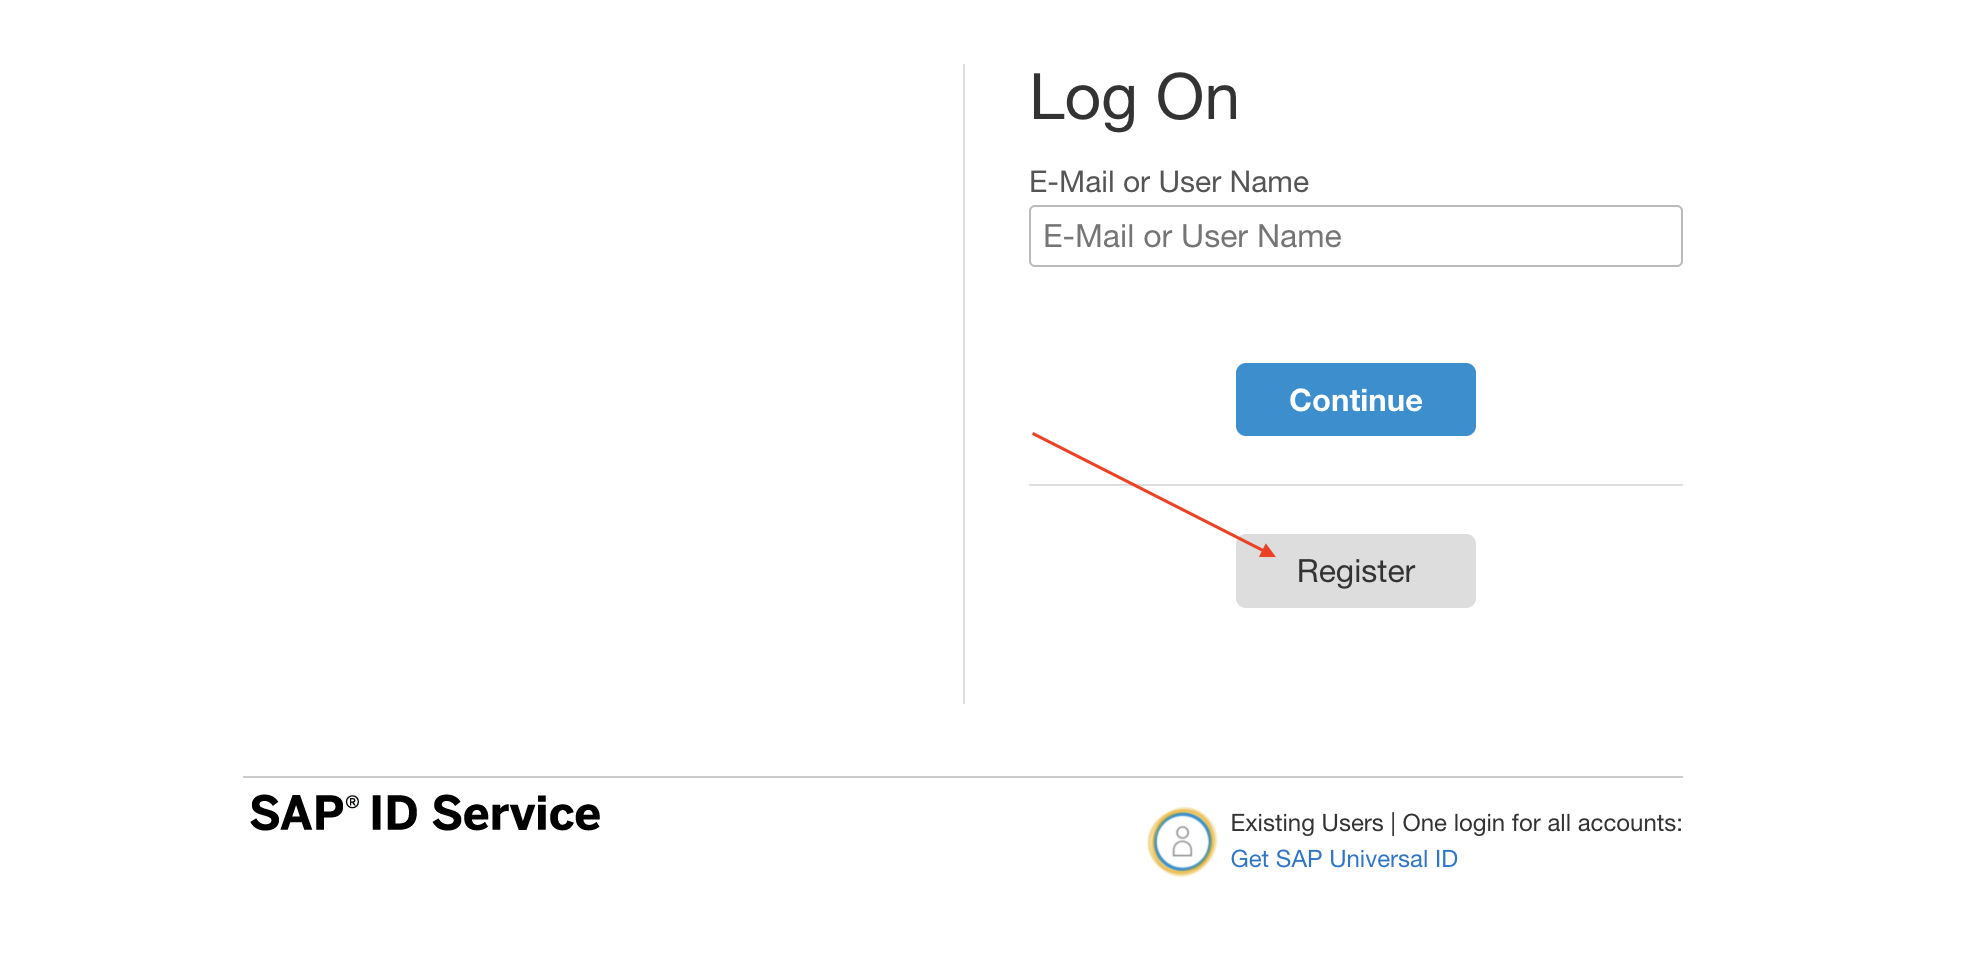 Log On
E-Mail or User Name
E-Mail or User Name
Continue
Register
SAP® ID Service
Existing Users | One login for all accounts:
Get SAP Universal ID